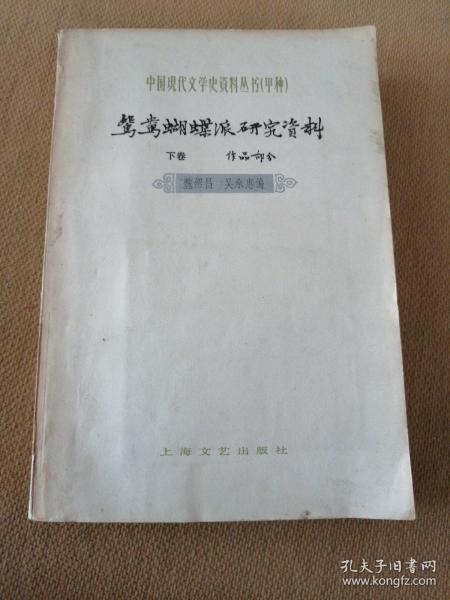 中国现代文学史资料丛书(甲种)
鸳鸯蝴蝶派研究资料
下卷 作品部分
魏绍昌 吴承惠编
上海文艺出版社
孔夫子旧书网
www.kongfz.com